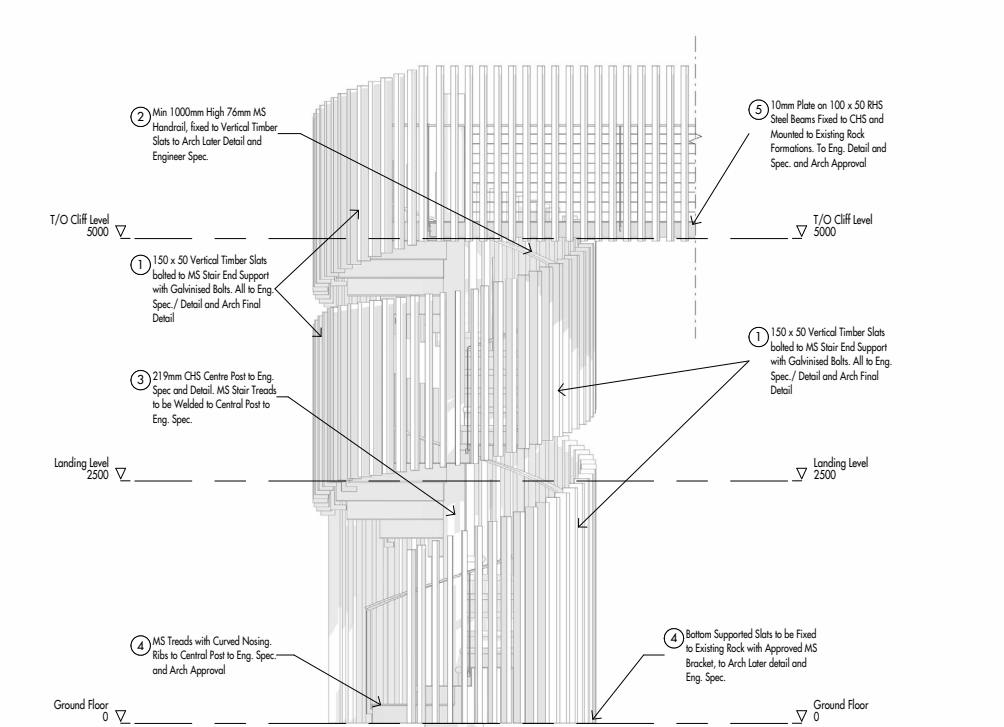 2
Min 1000mm High 76mm MS
Handrail, fixed to Vertical Timber
Slats to Arch Later Detail and
Engineer Spec.
5
10mm Plate on 100 x 50 RHS
Steel Beams Fixed to CHS and
Mounted to Existing Rock
Formations. To Eng. Detail and
Spec. and Arch Approval
T/O Cliff Level
5000
T/O Cliff Level
5000
1
150 x 50 Vertical Timber Slats
bolted to MS Stair End Support
with Galvinised Bolts. All to Eng.
Spec./ Detail and Arch Final
Detail
1
150 x 50 Vertical Timber Slats
bolted to MS Stair End Support
with Galvinised Bolts. All to Eng.
Spec./ Detail and Arch Final
Detail
3
219mm CHS Centre Post to Eng.
Spec and Detail. MS Stair Treads
to be Welded to Central Post to
Eng. Spec.
Landing Level
2500
Landing Level
2500
4
MS Treads with Curved Nosing.
Ribs to Central Post to Eng. Spec.
and Arch Approval
4
Bottom Supported Slats to be Fixed
to Existing Rock with Approved MS
Bracket, to Arch Later detail and
Eng. Spec.
Ground Floor
0
Ground Floor
0